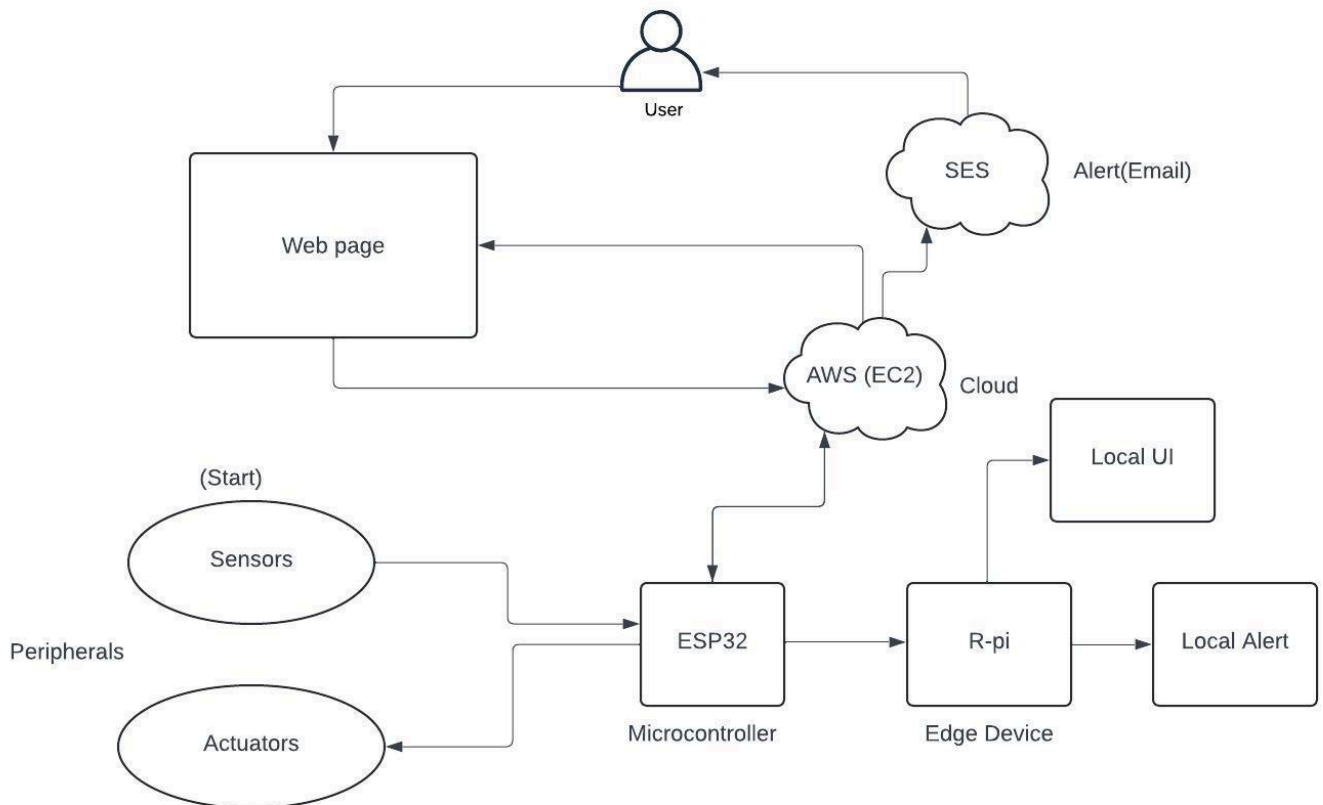 User
SES
Alert(Email)
Web page
AWS (EC2)
Cloud
Local UI
(Start)
Sensors
Peripherals
ESP32
R-pi
Local Alert
Microcontroller
Edge Device
Actuators